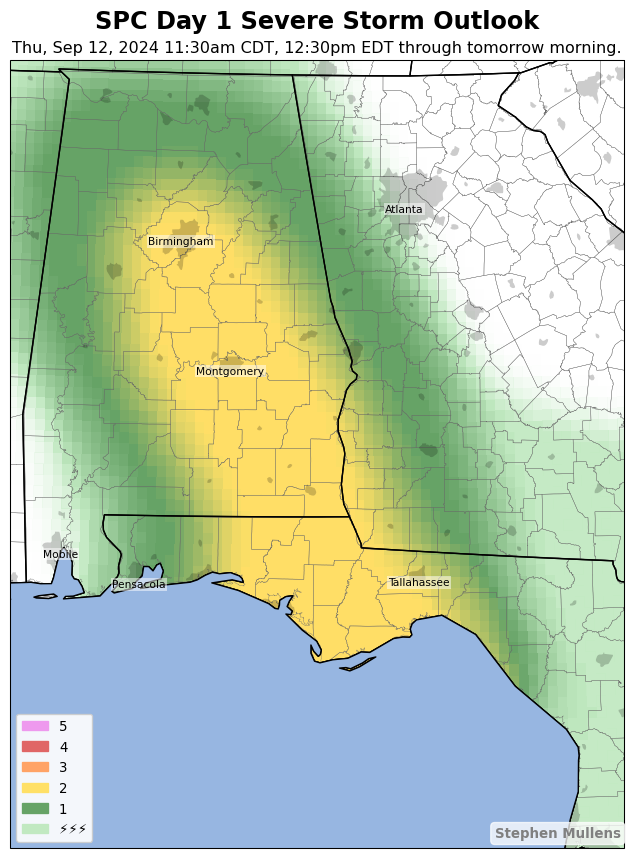 SPC Day 1 Severe Storm Outlook
Thu, Sep 12, 2024 11:30am CDT, 12:30pm EDT through tomorrow morning.
Atlanta
Birmingham
Montgomery
Mobile
Pensacola
Tallahassee
5
4
3
2
1
⚡⚡⚡
Stephen Mullens